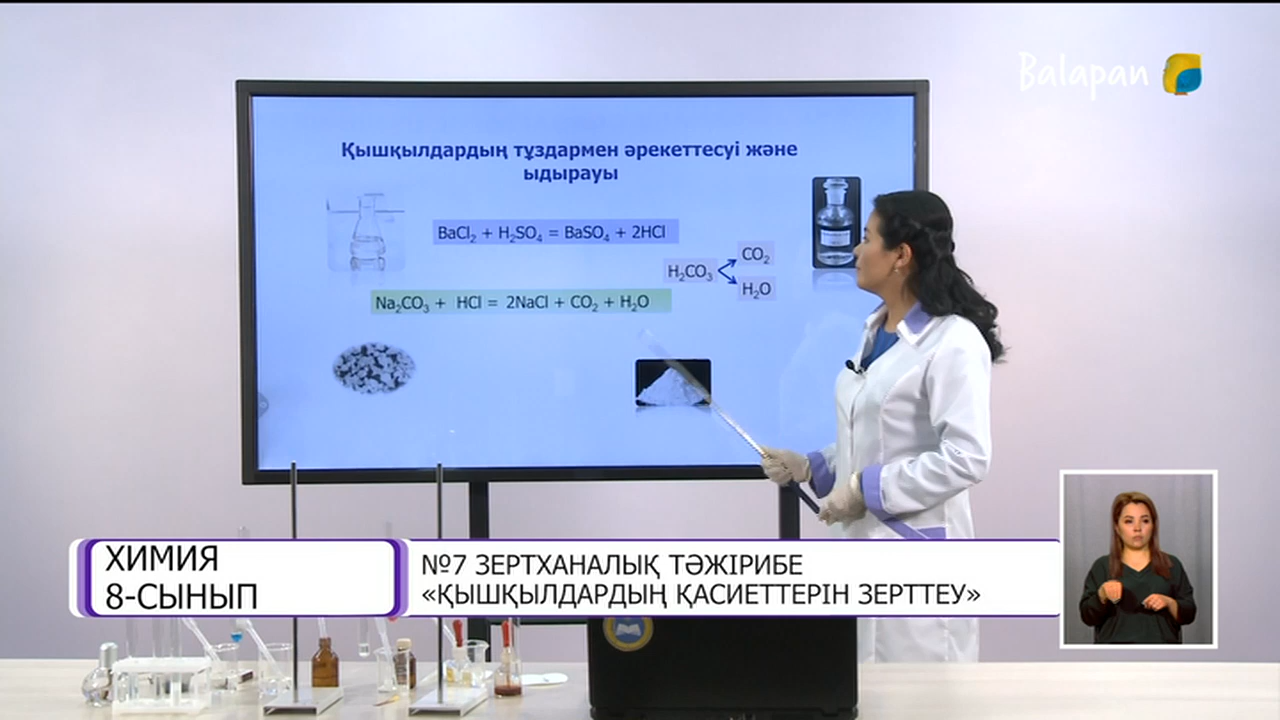 Balapan
Қышқылдардың тұздармен әрекеттесуі және
ыдырауы
BaCl₂ + H₂SO₄ = BaSO₄ + 2HCl
H₂CO₃
CO₂
H₂O
Na₂CO₃ + HCl = 2NaCl + CO₂ + H₂O
ХИМИЯ
8-СЫНЫП
№7 ЗЕРТХАНАЛЫҚ ТӘЖІРИБЕ
«ҚЫШҚЫЛДАРДЫҢ ҚАСИЕТТЕРІН ЗЕРТТЕУ»